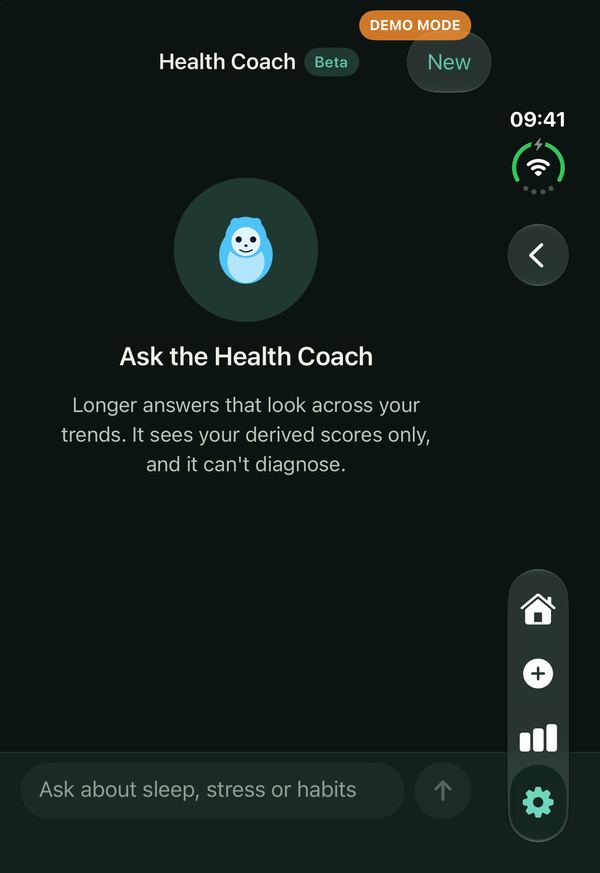 DEMO MODE
Health Coach
Beta
New
09:41
Ask the Health Coach
Longer answers that look across your
trends. It sees your derived scores only,
and it can't diagnose.
Ask about sleep, stress or habits